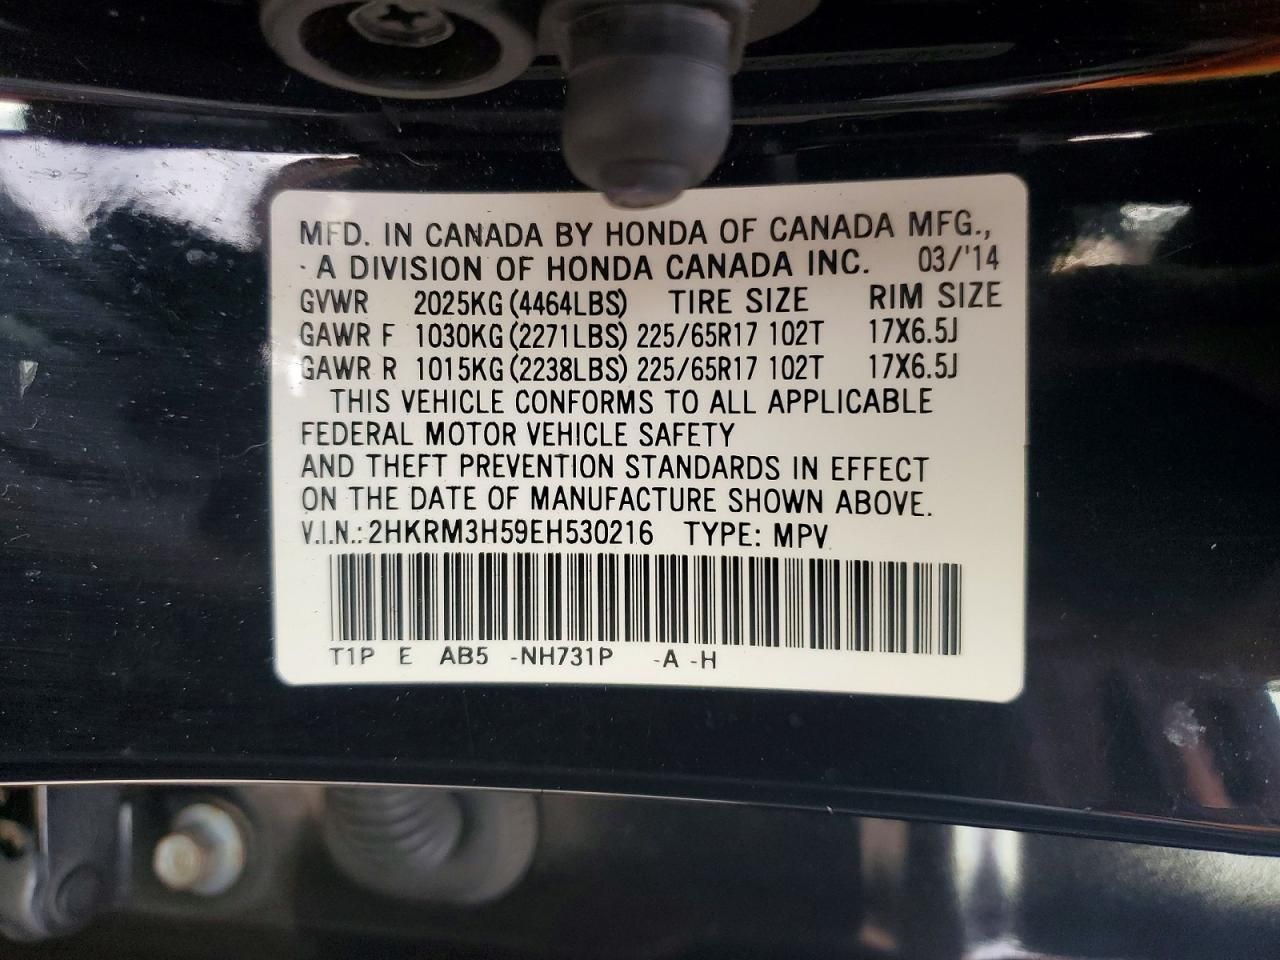 MFD. IN CANADA BY HONDA OF CANADA MFG.,
A DIVISION OF HONDA CANADA INC. 03/'14
GVWR 2025KG (4464LBS) TIRE SIZE RIM SIZE
GAWR F 1030KG (2271LBS) 225/65R17 102T 17X6.5J
GAWR R 1015KG (2238LBS) 225/65R17 102T 17X6.5J
THIS VEHICLE CONFORMS TO ALL APPLICABLE
FEDERAL MOTOR VEHICLE SAFETY
AND THEFT PREVENTION STANDARDS IN EFFECT
ON THE DATE OF MANUFACTURE SHOWN ABOVE.
V.I.N.: 2HKRM3H59EH530216 TYPE: MPV
T1P E AB5 -NH731P -A -H